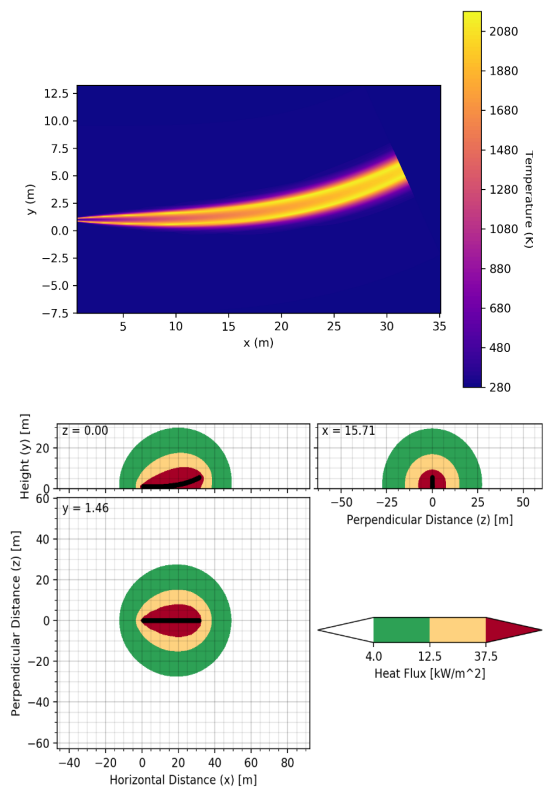 2080
1880
1680
1480
1280
1080
880
680
480
280
Temperature (K)
12.5
10.0
7.5
5.0
2.5
0.0
−2.5
−5.0
−7.5
y (m)
5 10 15 20 25 30 35
x (m)
z = 0.00
20
0
Height (y) [m]
x = 15.71
−50 −25 0 25 50
Perpendicular Distance (z) [m]
y = 1.46
60
40
20
0
−20
−40
−60
Perpendicular Distance (z) [m]
−40 −20 0 20 40 60 80
Horizontal Distance (x) [m]
4.0 12.5 37.5
Heat Flux [kW/m^2]